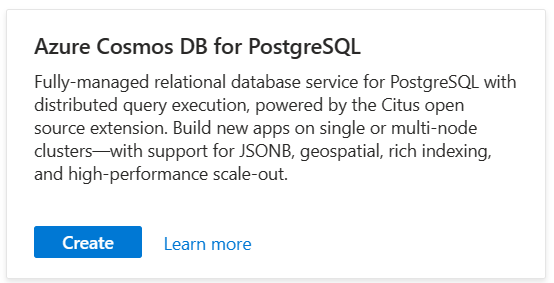 Azure Cosmos DB for PostgreSQL
Fully-managed relational database service for PostgreSQL with
distributed query execution, powered by the Citus open
source extension. Build new apps on single or multi-node
clusters—with support for JSONB, geospatial, rich indexing,
and high-performance scale-out.
Create Learn more